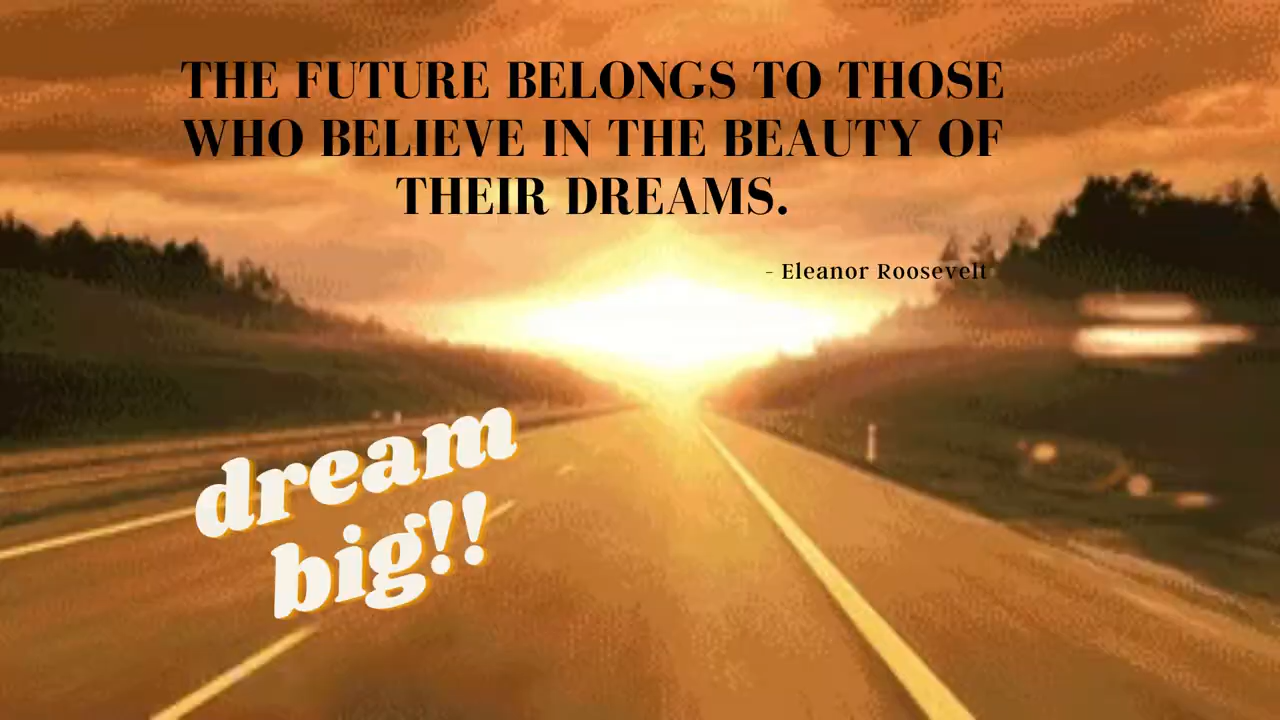 THE FUTURE BELONGS TO THOSE
WHO BELIEVE IN THE BEAUTY OF
THEIR DREAMS.
- Eleanor Roosevelt
dream
big!!